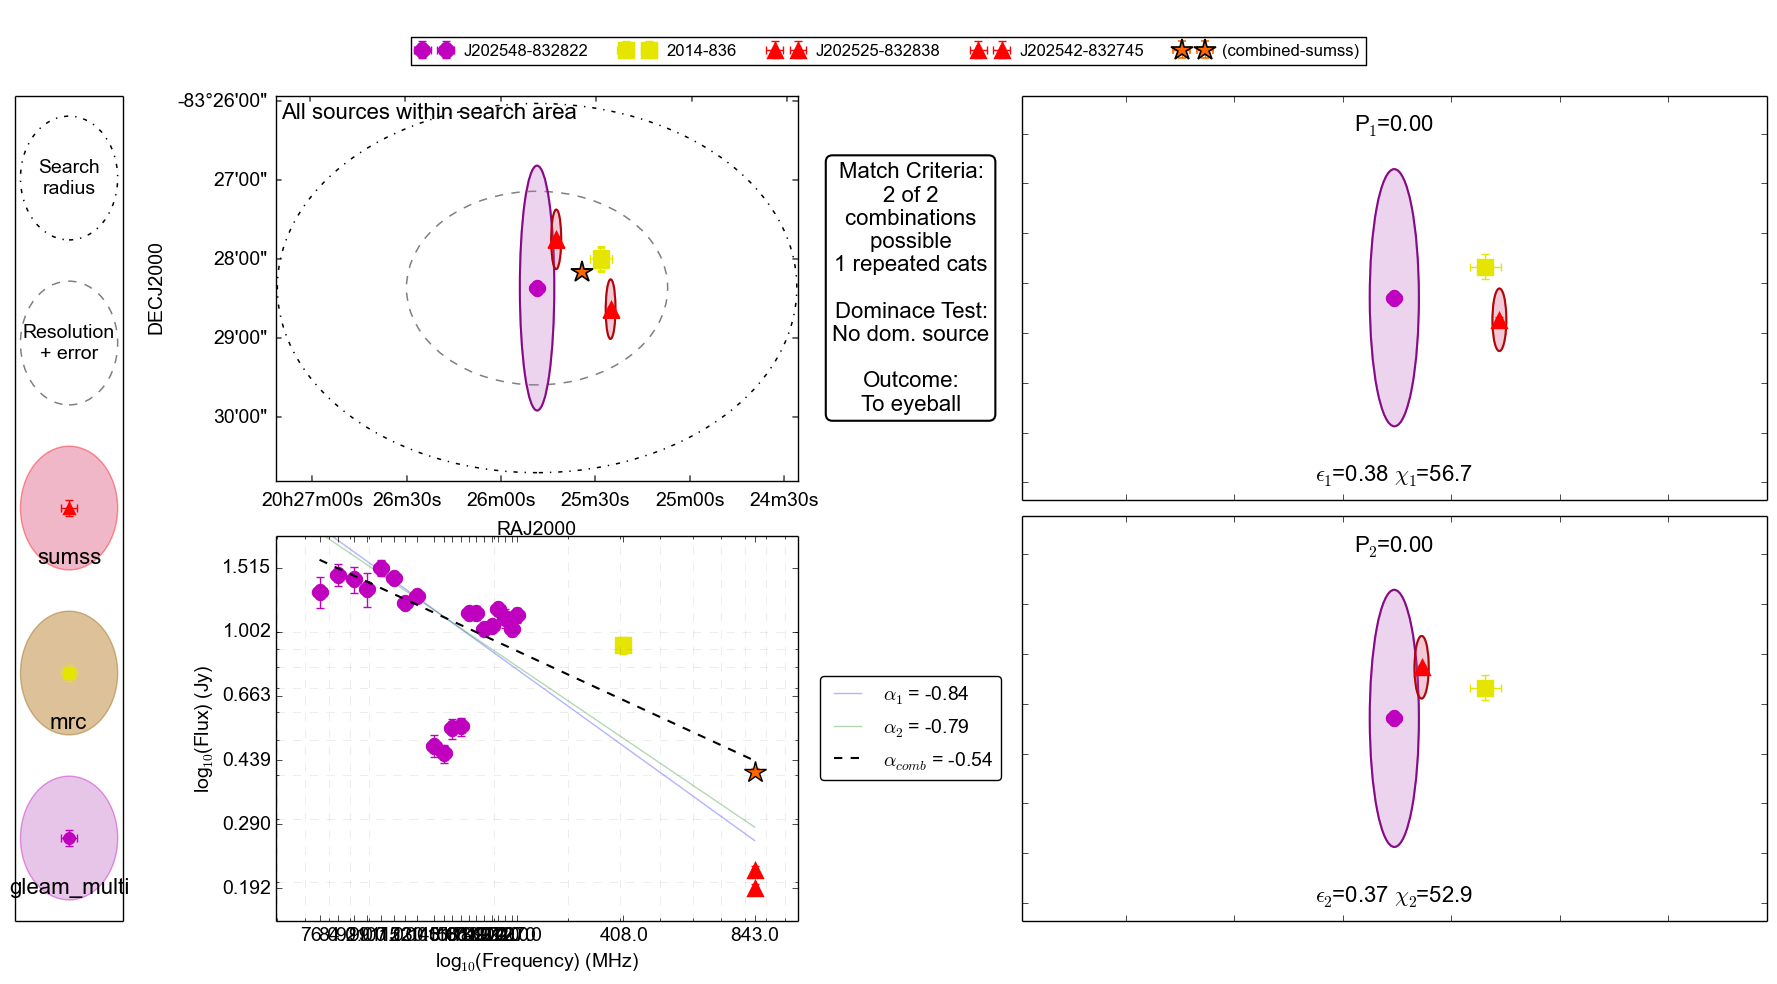 J202548-832822 2014-836 J202525-832838 J202542-832745 (combined-sumss)
Search
radius
Resolution
+ error
sumss
mrc
gleam_multi
All sources within search area
-83°26'00"
27'00"
28'00"
29'00"
30'00"
DECJ2000
20h27m00s 26m30s 26m00s 25m30s 25m00s 24m30s
RAJ2000
Match Criteria:
2 of 2
combinations
possible
1 repeated cats
Dominace Test:
No dom. source
Outcome:
To eyeball
P1=0.00
ϵ1=0.38 χ1=56.7
P2=0.00
ϵ2=0.37 χ2=52.9
1.515
1.002
0.663
0.439
0.290
0.192
log10(Flux) (Jy)
408.0 843.0
log10(Frequency) (MHz)
α1 = -0.84
α2 = -0.79
αcomb = -0.54